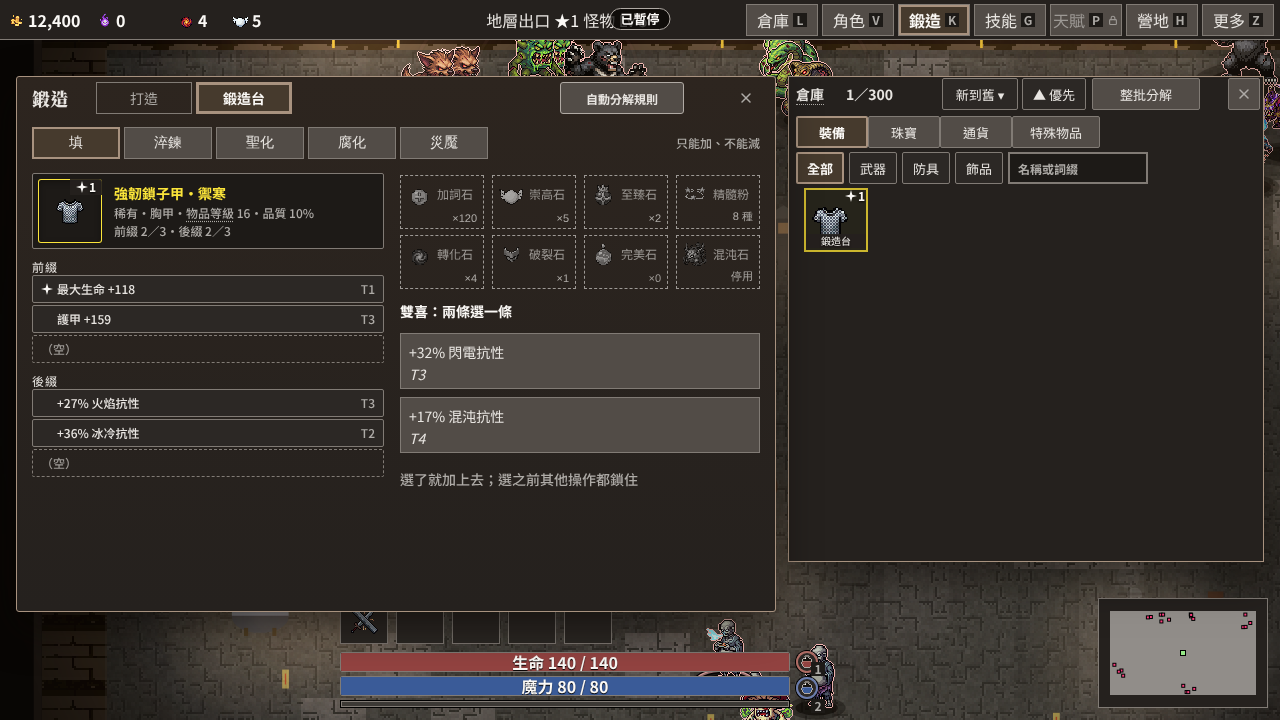 12,400 0 4 5 地層出口 ★1 怪物 已暫停 倉庫 L 角色 V 鍛造 K 技能 G 天賦 P 營地 H 更多 Z
鍛造 打造 鍛造台 自動分解規則 ✕
填 淬鍊 聖化 腐化 災魘 只能加、不能減
1
強韌鎖子甲・禦寒
稀有・胸甲・物品等級 16・品質 10%
前綴 2／3・後綴 2／3
前綴
最大生命 +118 T1
護甲 +159 T3
（空）
後綴
+27% 火焰抗性 T3
+36% 冰冷抗性 T2
（空）
加詞石 ×120
崇高石 ×5
至臻石 ×2
精髓粉 8 種
轉化石 ×4
破裂石 ×1
完美石 ×0
混沌石 停用
雙喜：兩條選一條
+32% 閃電抗性
T3
+17% 混沌抗性
T4
選了就加上去；選之前其他操作都鎖住
倉庫 1／300 新到舊 ▾ ▲優先 整批分解 ✕
裝備 珠寶 通貨 特殊物品
全部 武器 防具 飾品 名稱或詞綴
1
鍛造台
生命 140 / 140
魔力 80 / 80
1
2